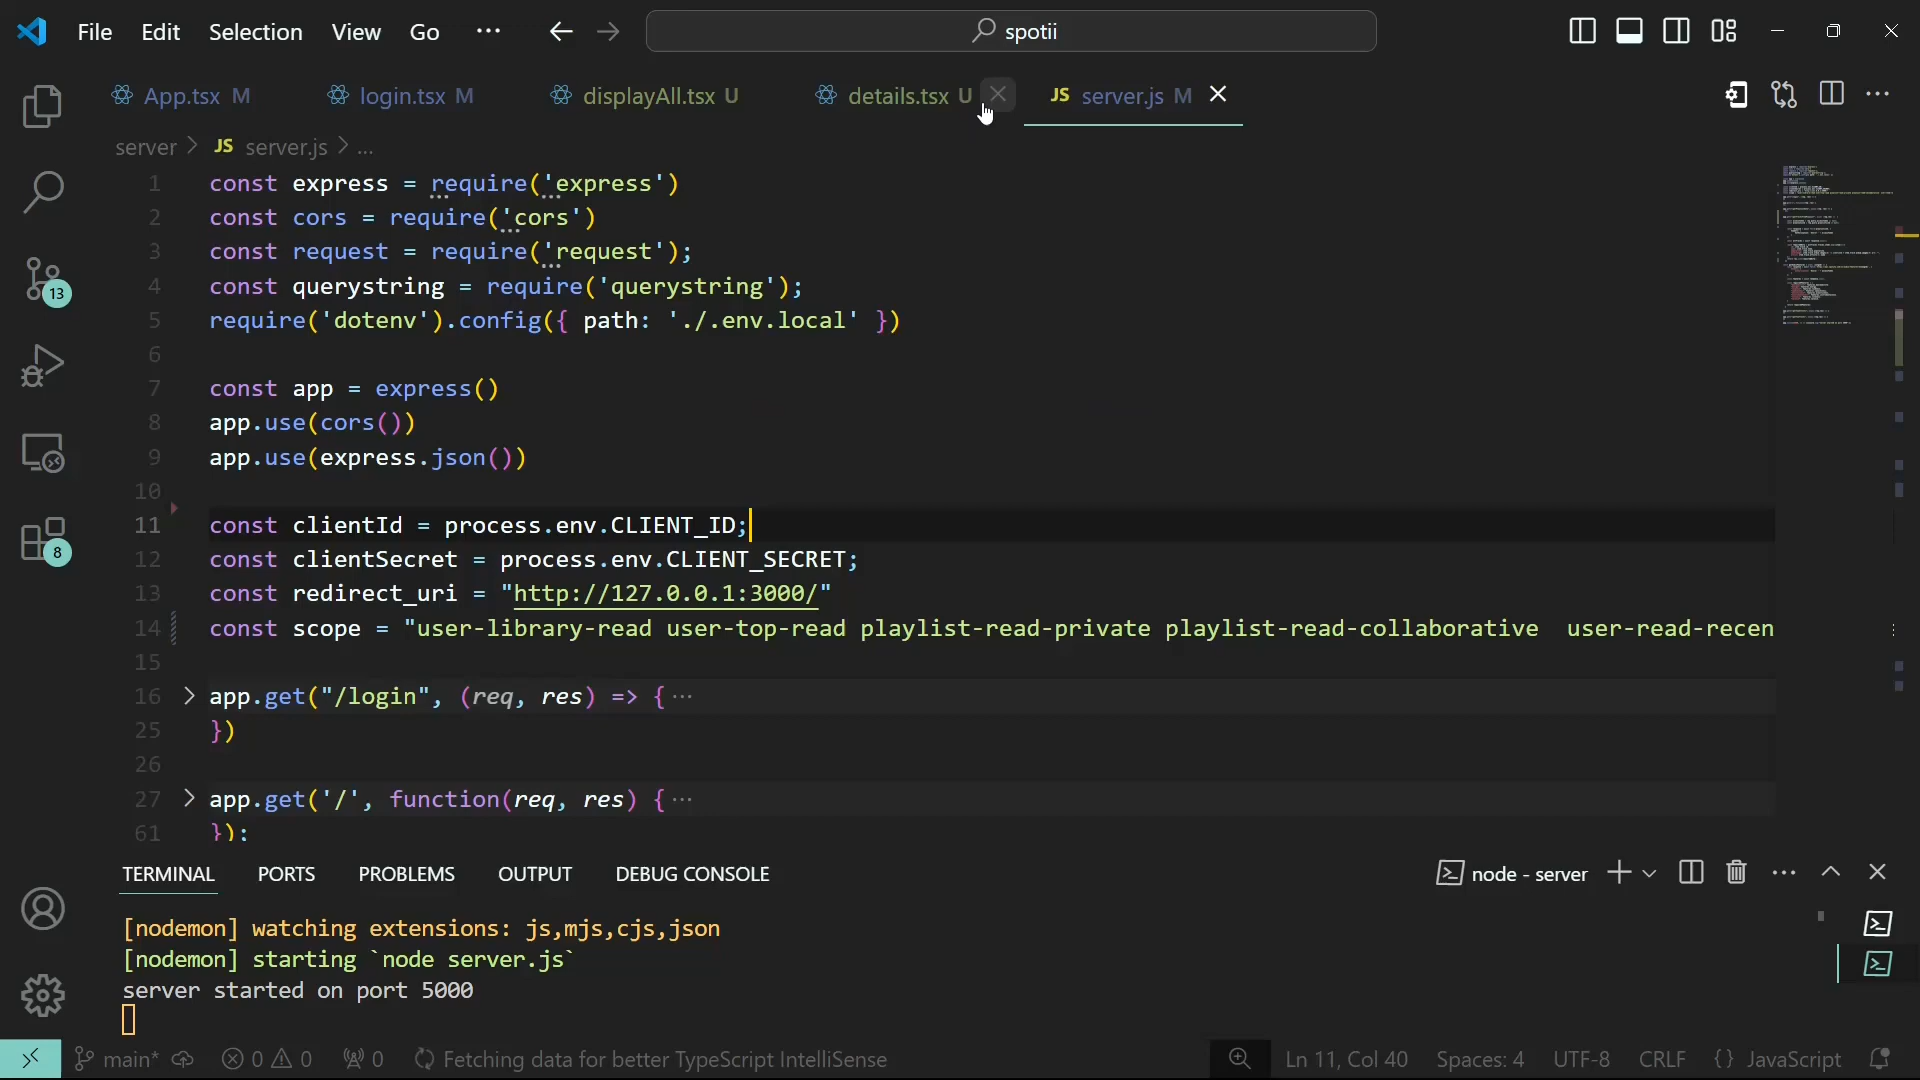 File Edit Selection View Go ··· spotii
App.tsx M login.tsx M displayAll.tsx U details.tsx U JS server.js M
server > JS server.js > ...
1 const express = require('express')
2 const cors = require('cors')
3 const request = require('request');
4 const querystring = require('querystring');
5 require('dotenv').config({ path: './.env.local' })
6
7 const app = express()
8 app.use(cors())
9 app.use(express.json())
10
11 const clientId = process.env.CLIENT_ID;
12 const clientSecret = process.env.CLIENT_SECRET;
13 const redirect_uri = "http://127.0.0.1:3000/"
14 const scope = "user-library-read user-top-read playlist-read-private playlist-read-collaborative  user-read-recen
15
16 > app.get("/login", (req, res) => { ···
25 })
26
27 > app.get('/', function(req, res) { ···
61 });
TERMINAL PORTS PROBLEMS OUTPUT DEBUG CONSOLE node - server
[nodemon] watching extensions: js,mjs,cjs,json
[nodemon] starting `node server.js`
server started on port 5000
main* 0 0 0 Fetching data for better TypeScript IntelliSense Ln 11, Col 40 Spaces: 4 UTF-8 CRLF {} JavaScript
13
8